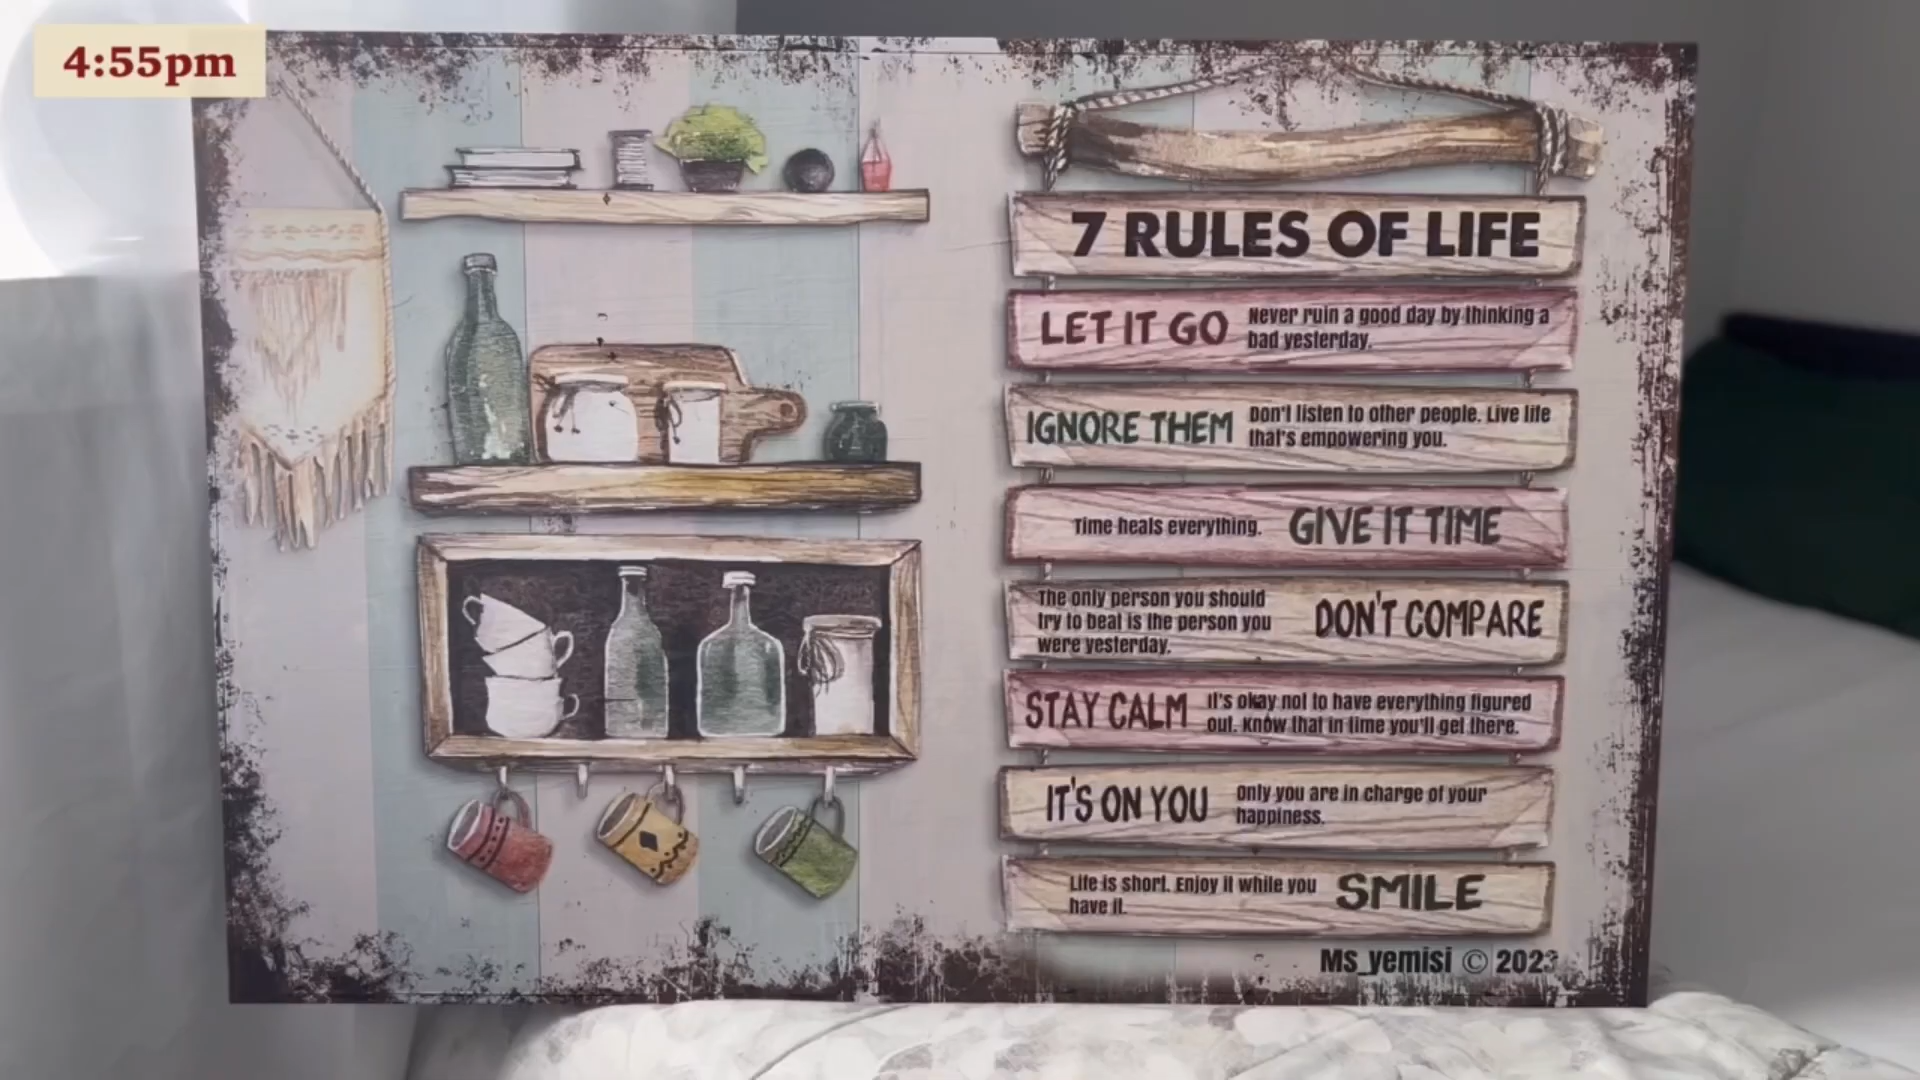 4:55pm
7 RULES OF LIFE
LET IT GO
Never ruin a good day by thinking a
bad yesterday.
IGNORE THEM
Don't listen to other people. Live life
that's empowering you.
Time heals everything.
GIVE IT TIME
The only person you should
try to beat is the person you
were yesterday.
DON'T COMPARE
STAY CALM
It's okay not to have everything figured
out. Know that in time you'll get there.
IT'S ON YOU
Only you are in charge of your
happiness.
Life is short. Enjoy it while you
have it.
SMILE
Ms_yemisi © 2023